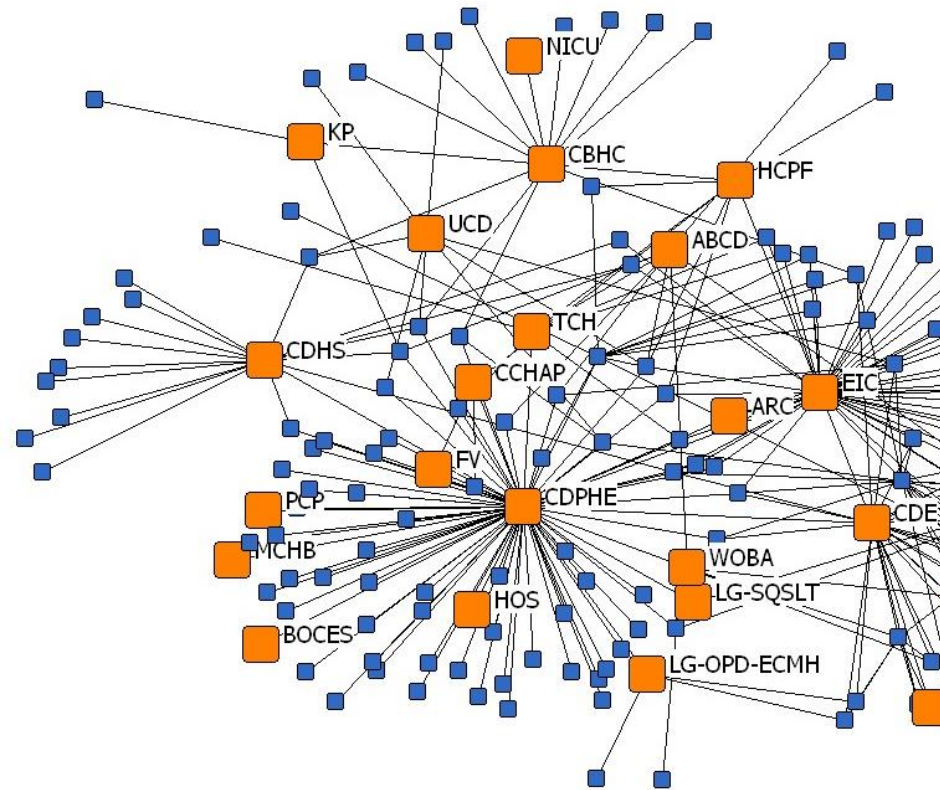 NICU
KP
CBHC
HCPF
UCD
ABCD
TCH
CDHS
CCHAP
EIC
ARC
FV
CDPHE
PCP
CDE
MCHB
WOBA
LG-SQSLT
HOS
BOCES
LG-OPD-ECMH